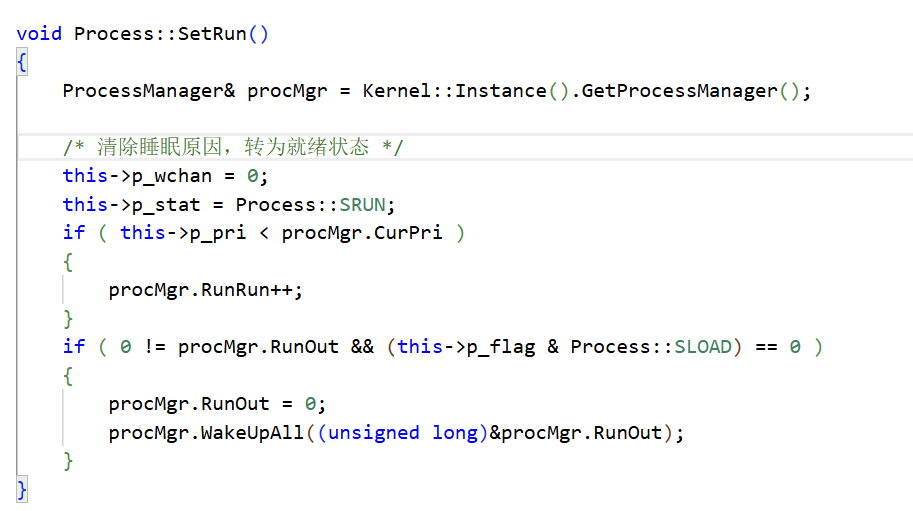 void Process::SetRun()
{
    ProcessManager& procMgr = Kernel::Instance().GetProcessManager();
    /* 清除睡眠原因，转为就绪状态 */
    this->p_wchan = 0;
    this->p_stat = Process::SRUN;
    if ( this->p_pri < procMgr.CurPri )
    {
        procMgr.RunRun++;
    }
    if ( 0 != procMgr.RunOut && (this->p_flag & Process::SLOAD) == 0 )
    {
        procMgr.RunOut = 0;
        procMgr.WakeUpAll((unsigned long)&procMgr.RunOut);
    }
}